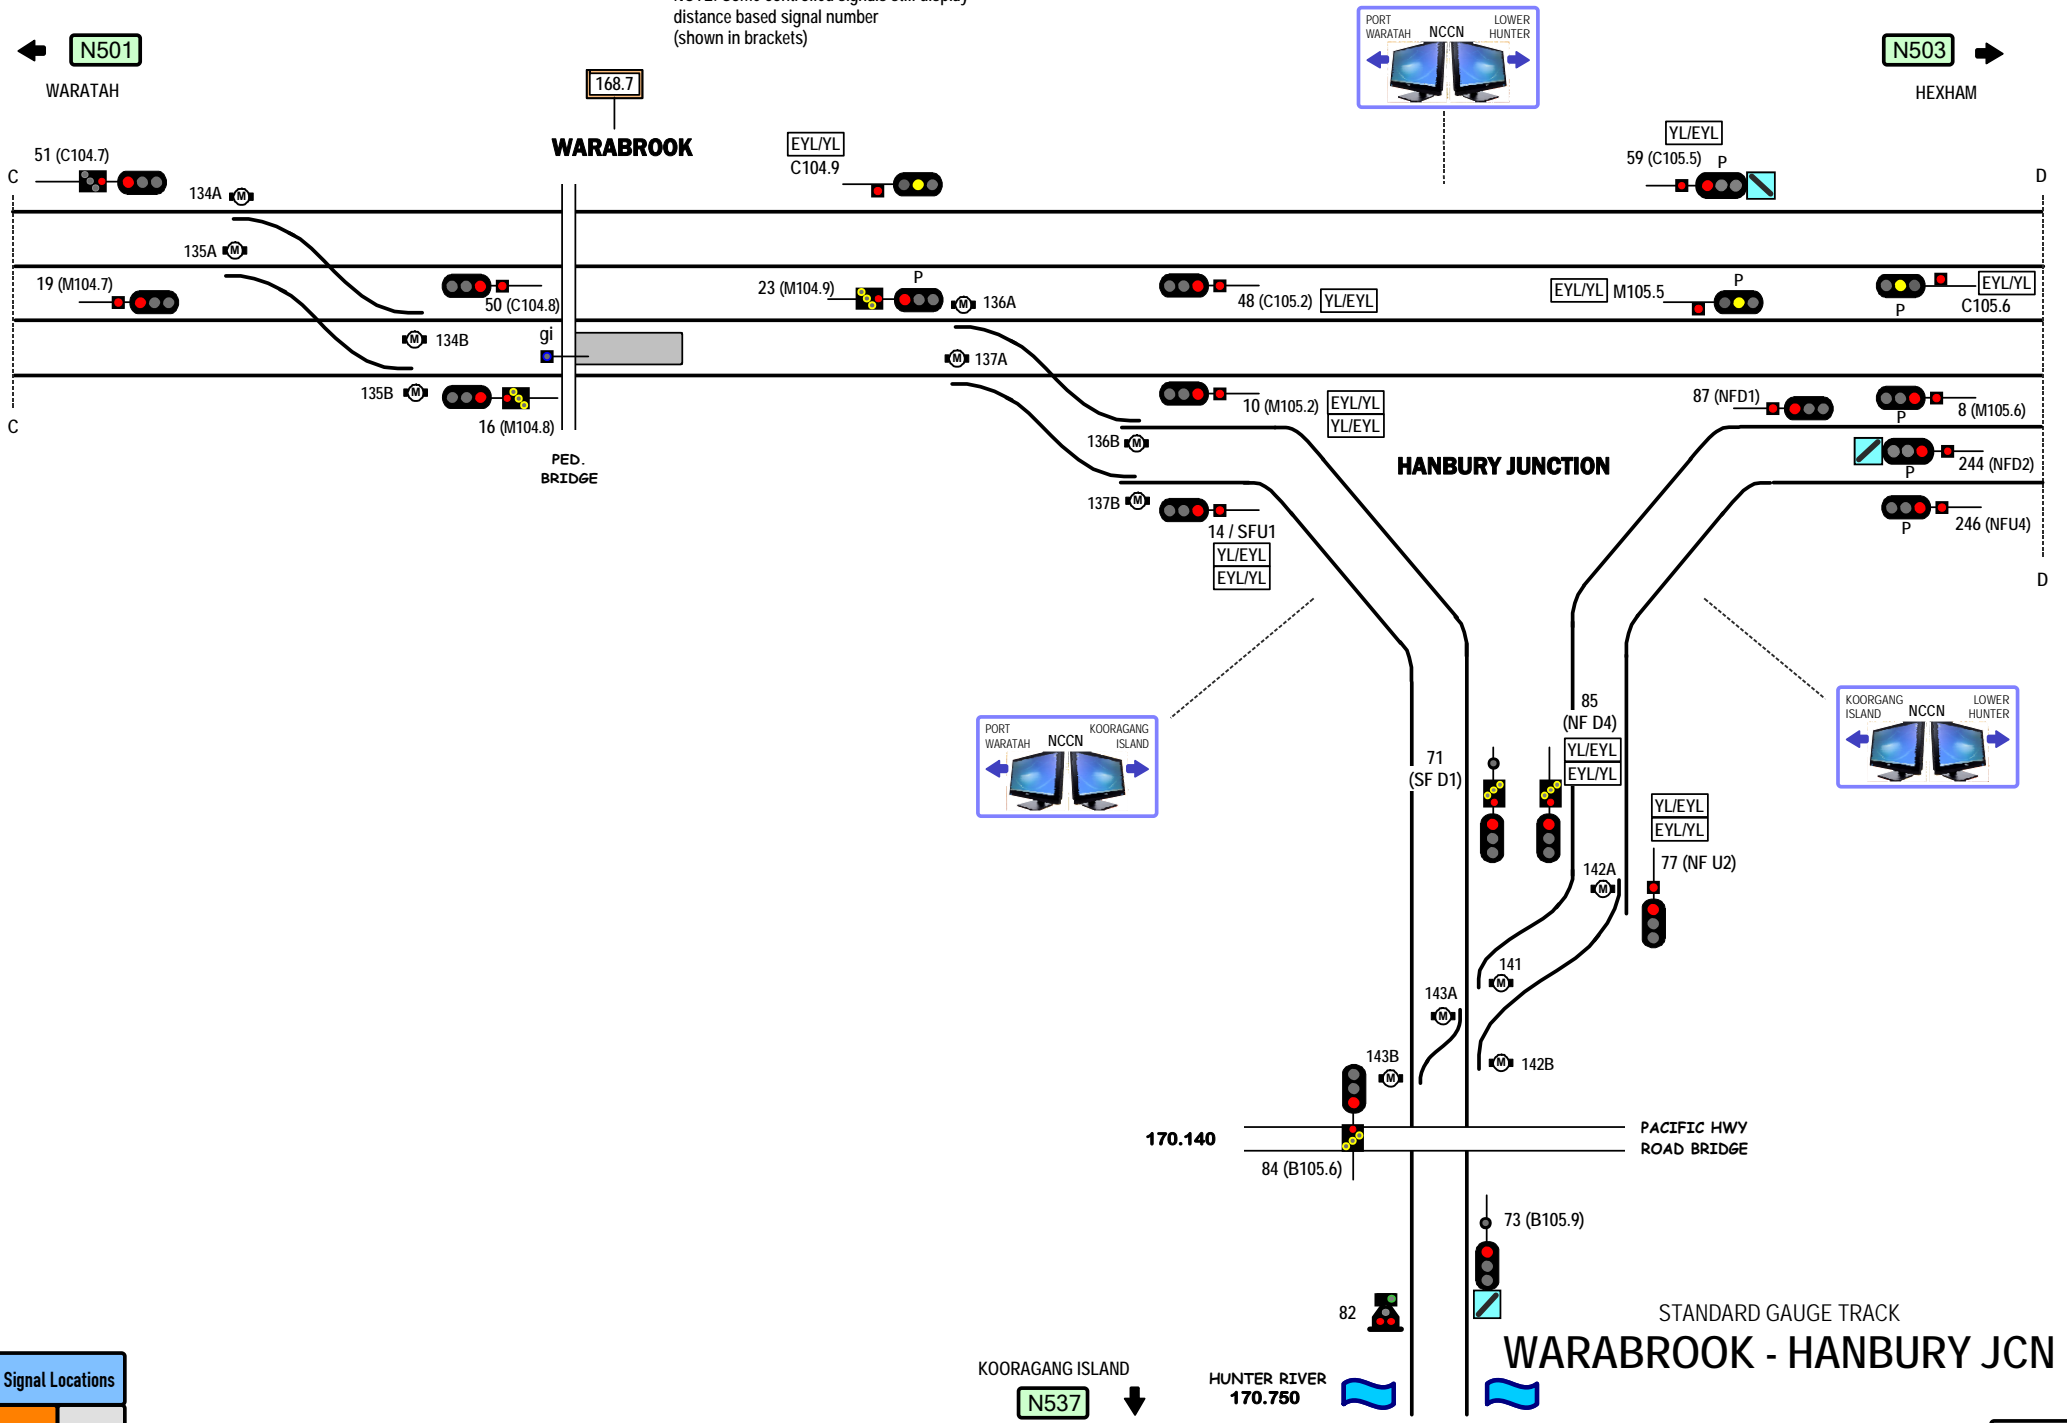 distance based signal number
(shown in brackets)
N501
WARATAH
168.7
WARABROOK
PORT
WARATAH
NCCN
LOWER
HUNTER
N503
HEXHAM
51 (C104.7)
C
134A
M
EYL/YL
C104.9
YL/EYL
59 (C105.5)
P
D
135A
M
19 (M104.7)
50 (C104.8)
23 (M104.9)
P
136A
M
48 (C105.2)
YL/EYL
EYL/YL
M105.5
P
P
EYL/YL
C105.6
gi
134B
M
137A
M
135B
M
16 (M104.8)
C
PED.
BRIDGE
10 (M105.2)
EYL/YL
YL/EYL
87 (NFD1)
P
8 (M105.6)
136B
M
HANBURY JUNCTION
P
244 (NFD2)
137B
M
14 / SFU1
YL/EYL
EYL/YL
P
246 (NFU4)
D
PORT
WARATAH
NCCN
KOORAGANG
ISLAND
71
(SF D1)
85
(NF D4)
YL/EYL
EYL/YL
KOORGANG
ISLAND
NCCN
LOWER
HUNTER
YL/EYL
EYL/YL
77 (NF U2)
142A
M
141
M
143A
M
143B
M
142B
M
170.140
PACIFIC HWY
ROAD BRIDGE
84 (B105.6)
73 (B105.9)
82
STANDARD GAUGE TRACK
WARABROOK - HANBURY JCN
KOORAGANG ISLAND
N537
HUNTER RIVER
170.750
Signal Locations